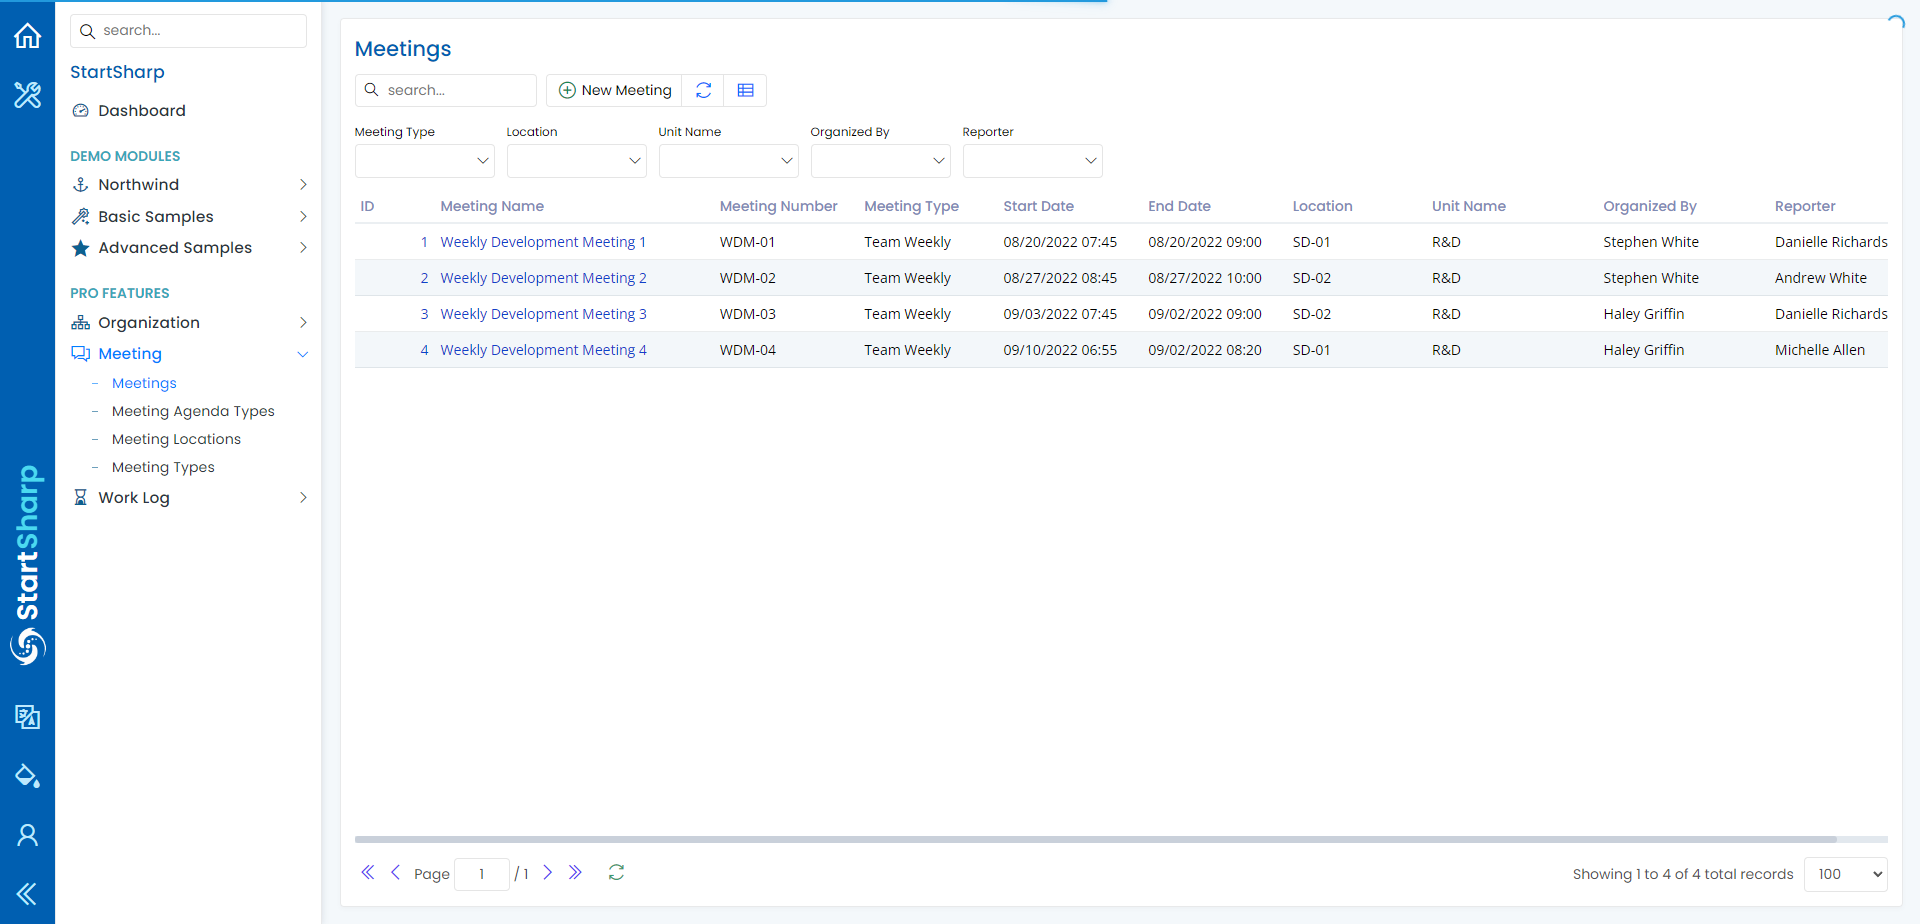 search...
StartSharp
Dashboard
DEMO MODULES
Northwind
Basic Samples
Advanced Samples
PRO FEATURES
Organization
Meeting
Meetings
Meeting Agenda Types
Meeting Locations
Meeting Types
Work Log
StartSharp
Meetings
search...
New Meeting
Meeting Type Location Unit Name Organized By Reporter
ID Meeting Name Meeting Number Meeting Type Start Date End Date Location Unit Name Organized By Reporter
1 Weekly Development Meeting 1 WDM-01 Team Weekly 08/20/2022 07:45 08/20/2022 09:00 SD-01 R&D Stephen White Danielle Richards
2 Weekly Development Meeting 2 WDM-02 Team Weekly 08/27/2022 08:45 08/27/2022 10:00 SD-02 R&D Stephen White Andrew White
3 Weekly Development Meeting 3 WDM-03 Team Weekly 09/03/2022 07:45 09/02/2022 09:00 SD-02 R&D Haley Griffin Danielle Richards
4 Weekly Development Meeting 4 WDM-04 Team Weekly 09/10/2022 06:55 09/02/2022 08:20 SD-01 R&D Haley Griffin Michelle Allen
Page 1 / 1
Showing 1 to 4 of 4 total records 100